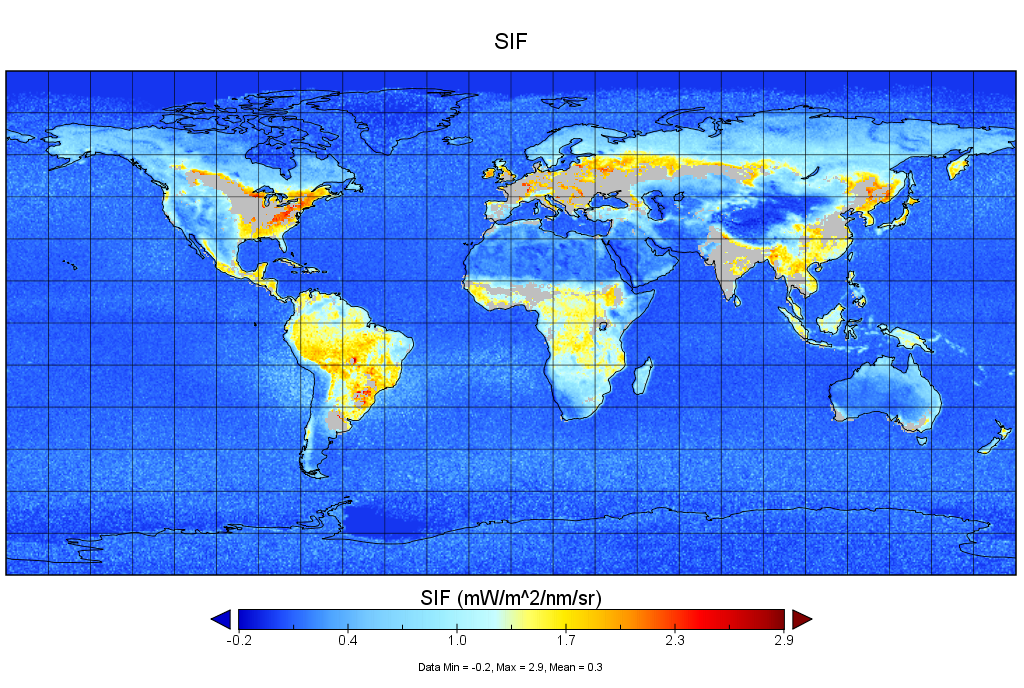 SIF
SIF (mW/m^2/nm/sr)
-0.2 0.4 1.0 1.7 2.3 2.9
Data Min = -0.2, Max = 2.9, Mean = 0.3